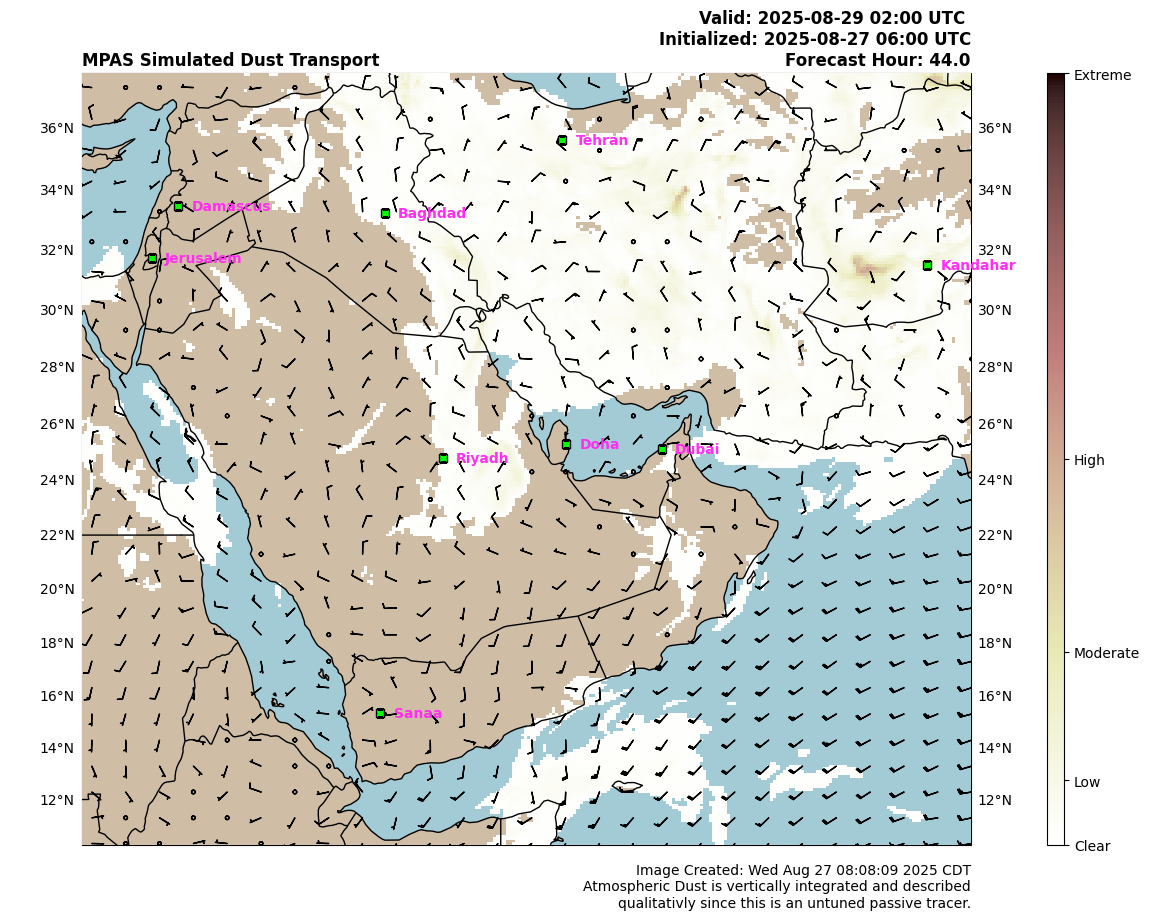 Valid: 2025-08-29 02:00 UTC
Initialized: 2025-08-27 06:00 UTC
MPAS Simulated Dust Transport
Forecast Hour: 44.0
Extreme
36°N
Tehran
36°N
34°N
Damascus
Baghdad
34°N
32°N
Jerusalem
32°N
Kandahar
30°N
30°N
28°N
28°N
26°N
Doha
Dubai
26°N
Riyadh
High
24°N
24°N
22°N
22°N
20°N
20°N
18°N
18°N
Moderate
16°N
Sanaa
16°N
14°N
14°N
Low
12°N
12°N
Clear
Image Created: Wed Aug 27 08:08:09 2025 CDT
Atmospheric Dust is vertically integrated and described
qualitativly since this is an untuned passive tracer.